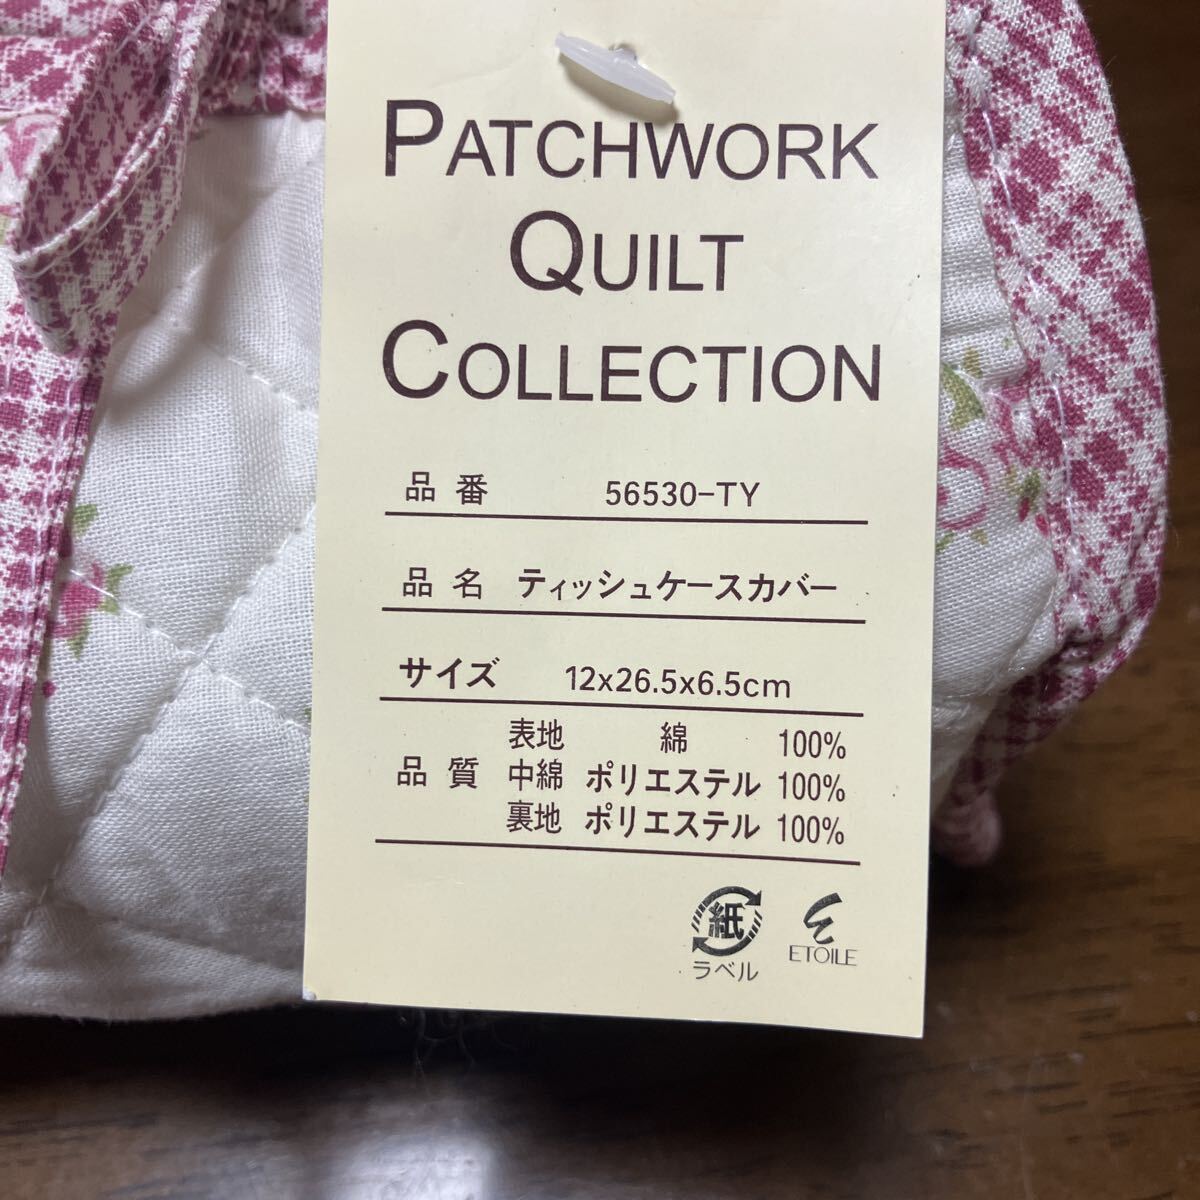 PATCHWORK
QUILT
COLLECTION
品番 56530-TY
品名 ティッシュケースカバー
サイズ 12x26.5x6.5cm
表地 綿 100%
品質 中綿 ポリエステル 100%
裏地 ポリエステル 100%
紙
ラベル
ETOILE